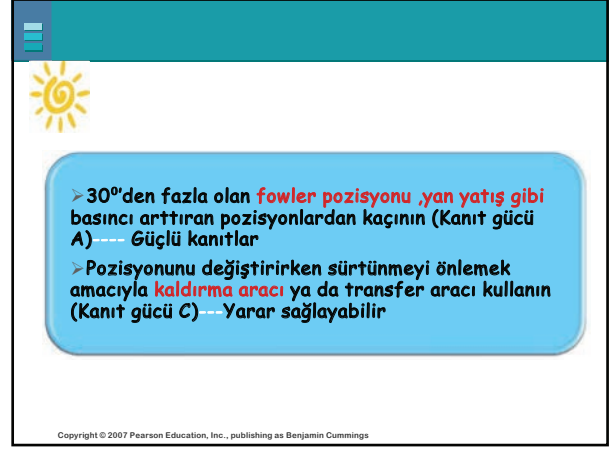 ➢30⁰’den fazla olan fowler pozisyonu ,yan yatış gibi
basıncı arttıran pozisyonlardan kaçının (Kanıt gücü
A)---- Güçlü kanıtlar
➢Pozisyonunu değiştirirken sürtünmeyi önlemek
amacıyla kaldırma aracı ya da transfer aracı kullanın
(Kanıt gücü C)---Yarar sağlayabilir
Copyright © 2007 Pearson Education, Inc., publishing as Benjamin Cummings